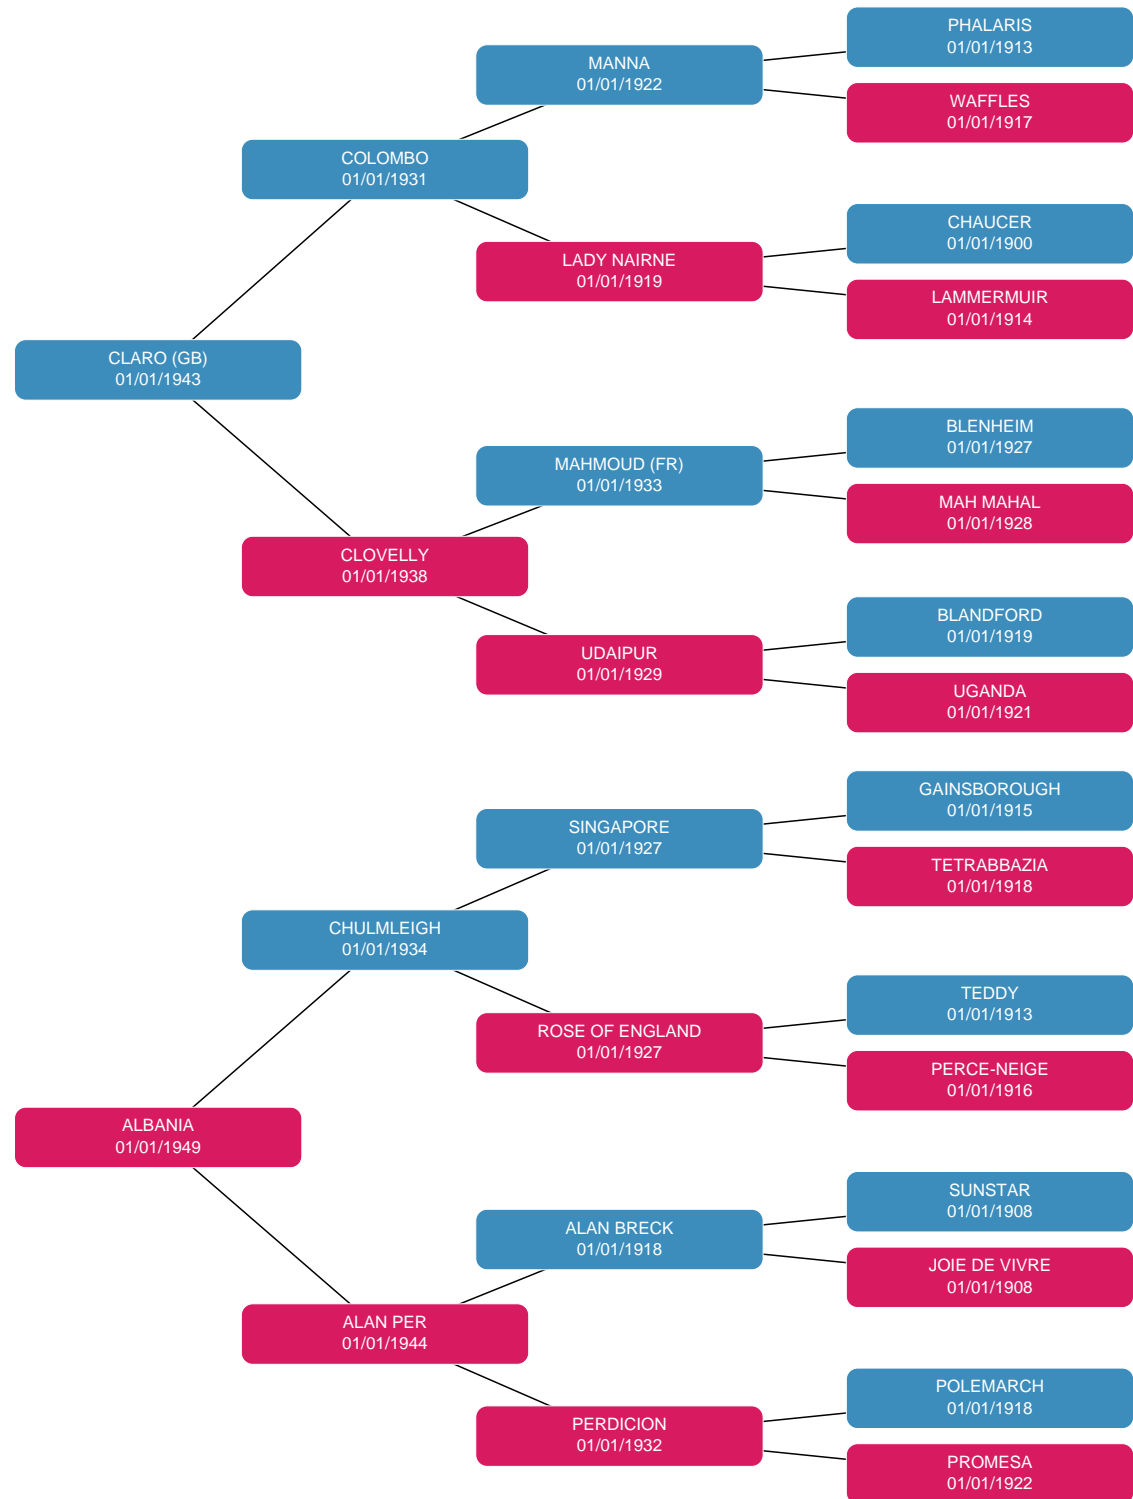 PHALARIS
01/01/1913
MANNA
01/01/1922
WAFFLES
01/01/1917
COLOMBO
01/01/1931
CHAUCER
01/01/1900
LADY NAIRNE
01/01/1919
LAMMERMUIR
01/01/1914
CLARO (GB)
01/01/1943
BLENHEIM
01/01/1927
MAHMOUD (FR)
01/01/1933
MAH MAHAL
01/01/1928
CLOVELLY
01/01/1938
BLANDFORD
01/01/1919
UDAIPUR
01/01/1929
UGANDA
01/01/1921
GAINSBOROUGH
01/01/1915
SINGAPORE
01/01/1927
TETRABBAZIA
01/01/1918
CHULMLEIGH
01/01/1934
TEDDY
01/01/1913
ROSE OF ENGLAND
01/01/1927
PERCE-NEIGE
01/01/1916
ALBANIA
01/01/1949
SUNSTAR
01/01/1908
ALAN BRECK
01/01/1918
JOIE DE VIVRE
01/01/1908
ALAN PER
01/01/1944
POLEMARCH
01/01/1918
PERDICION
01/01/1932
PROMESA
01/01/1922